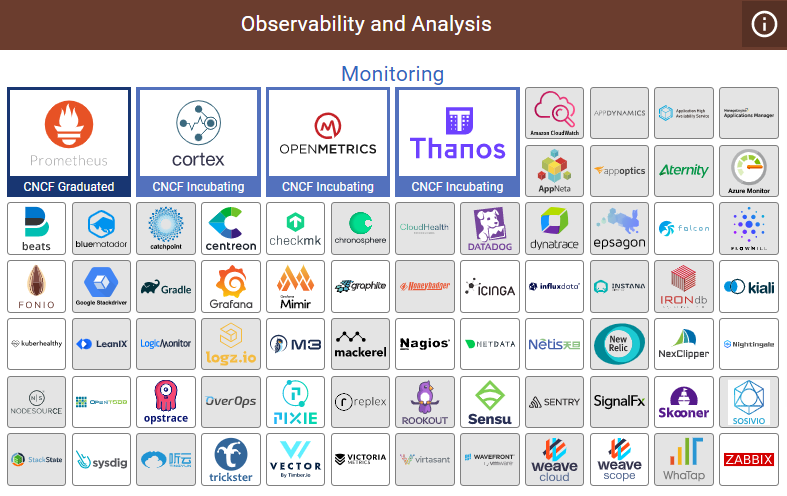 Observability and Analysis
Monitoring
Prometheus
CNCF Graduated
cortex
CNCF Incubating
OPENMETRICS
CNCF Incubating
Thanos
CNCF Incubating
Amazon CloudWatch
APPDYNAMICS
Application High
Availability Service
ManageEngine
Applications Manager
AppNeta
appoptics
Aternity
Azure Monitor
beats
bluematador
catchpoint
centreon
checkmk
chronosphere
CloudHealth
DATADOG
dynatrace
epsagon
falcon
FLOWMILL
FONIO
Google Stackdriver
Gradle
Grafana
Grafana
Mimir
graphite
Honeybadger
ICINGA
influxdata
INSTANA
IRONdb
kiali
kuberhealthy
LeanIX
LogicMonitor
logz.io
M3
mackerel
Nagios
NETDATA
Netis天旦
New
Relic
NexClipper
NightIngale
NODESOURCE
OPENTSDB
opstrace
OverOps
PIXIE
replex
ROOKOUT
Sensu
SENTRY
SignalFx
Skooner
SOSIVIO
StackState
sysdig
听云
trickster
VECTOR
By Timber.io
VICTORIA
METRICS
virtasant
WAVEFRONT
by vmware
weave
cloud
weave
scope
WhaTap
ZABBIX